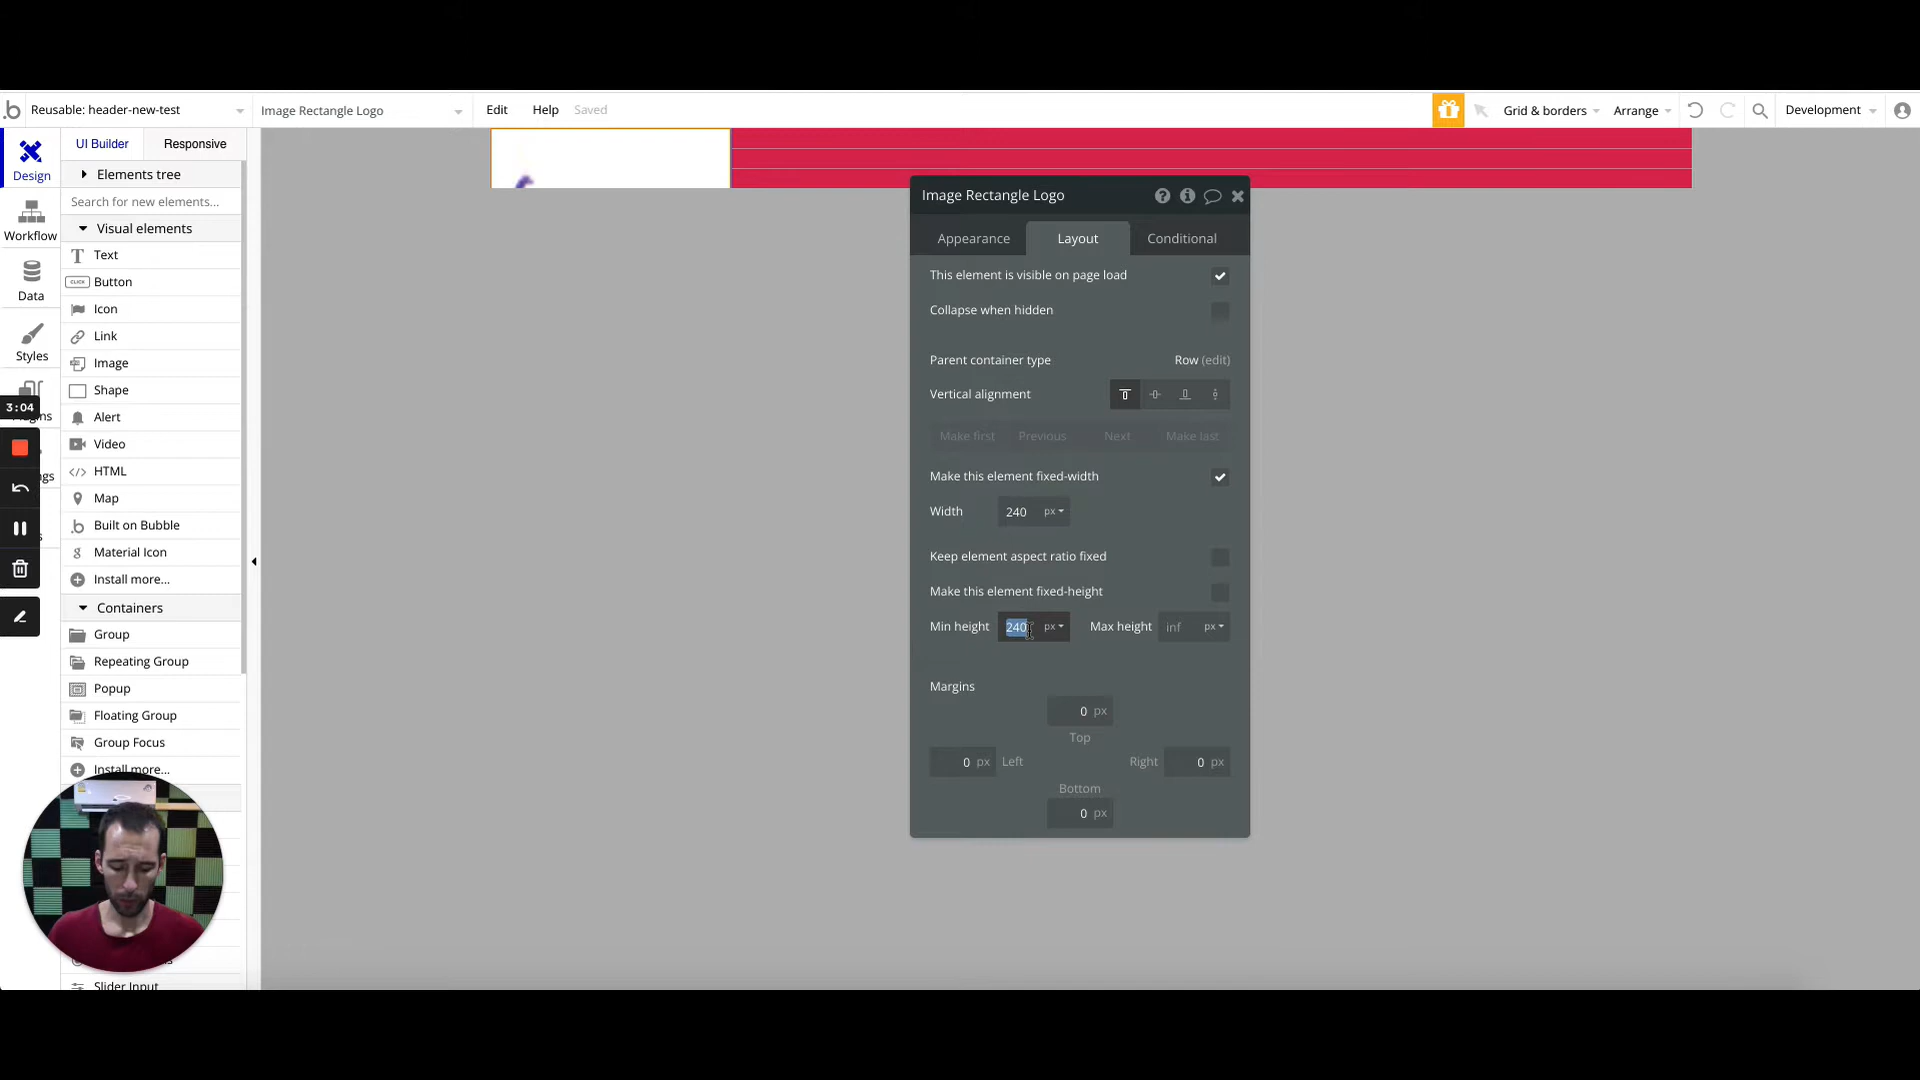 Reusable: header-new-test
Image Rectangle Logo
Edit
Help
Saved
Grid & borders
Arrange
Development
Design
Workflow
Data
Styles
3:04
UI Builder
Responsive
Elements tree
Search for new elements...
Visual elements
Text
CLICK Button
Icon
Link
Image
Shape
Alert
Video
</> HTML
Map
Built on Bubble
Material Icon
Install more...
Containers
Group
Repeating Group
Popup
Floating Group
Group Focus
Install more...
Slider Input
Image Rectangle Logo
Appearance
Layout
Conditional
This element is visible on page load
Collapse when hidden
Parent container type Row (edit)
Vertical alignment
Make first Previous Next Make last
Make this element fixed-width
Width 240 px
Keep element aspect ratio fixed
Make this element fixed-height
Min height 240 px Max height inf px
Margins
0 px
Top
0 px Left Right 0 px
Bottom
0 px